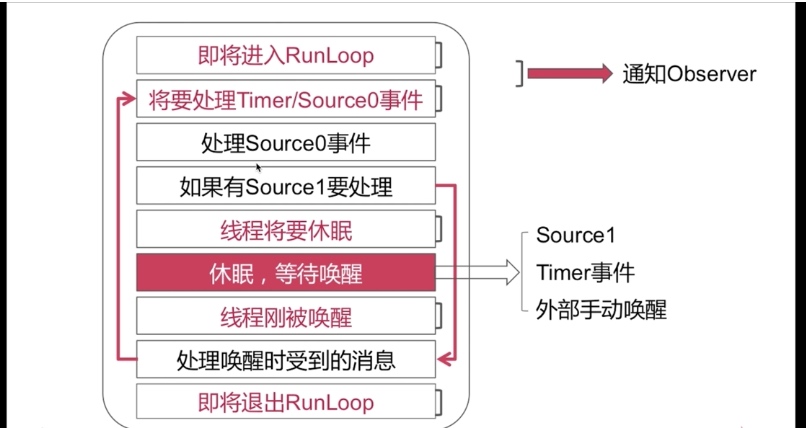 即将进入RunLoop
将要处理Timer/Source0事件
通知Observer
处理Source0事件
如果有Source1要处理
线程将要休眠
休眠，等待唤醒
Source1
Timer事件
外部手动唤醒
线程刚被唤醒
处理唤醒时受到的消息
即将退出RunLoop